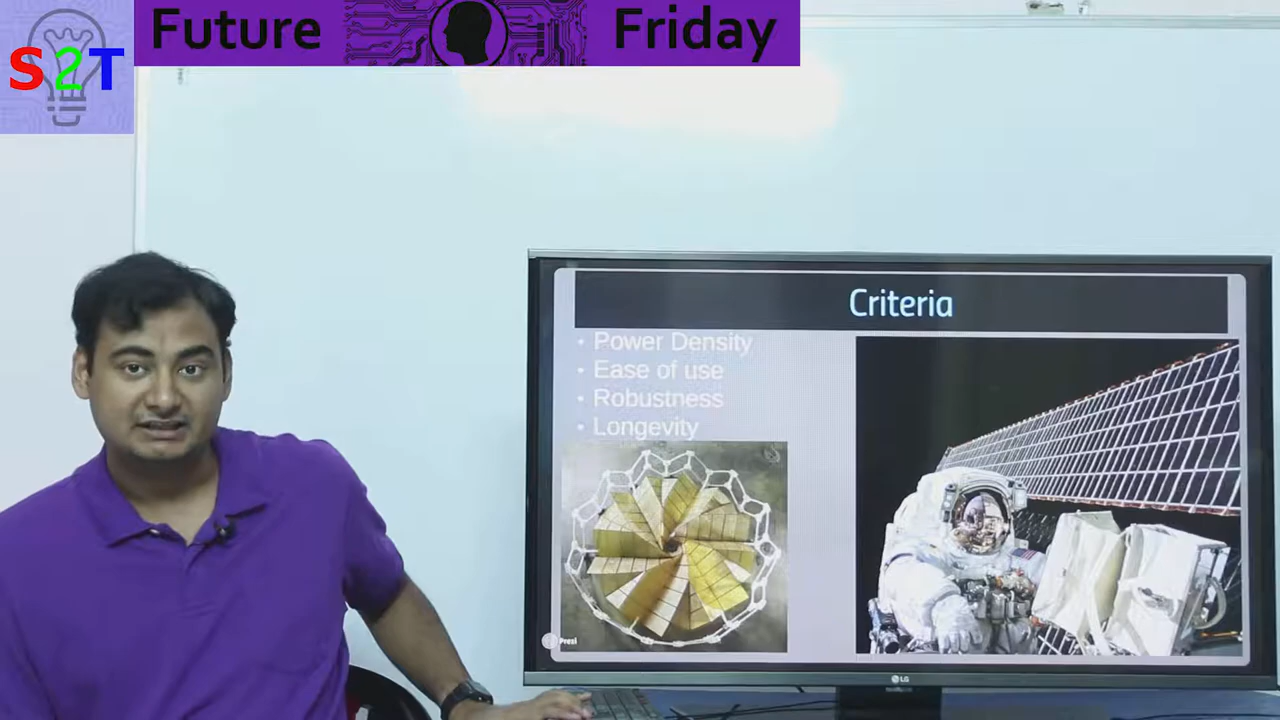 Future Friday
S2T
Criteria
• Power Density
• Ease of use
• Robustness
• Longevity
Prezi
LG